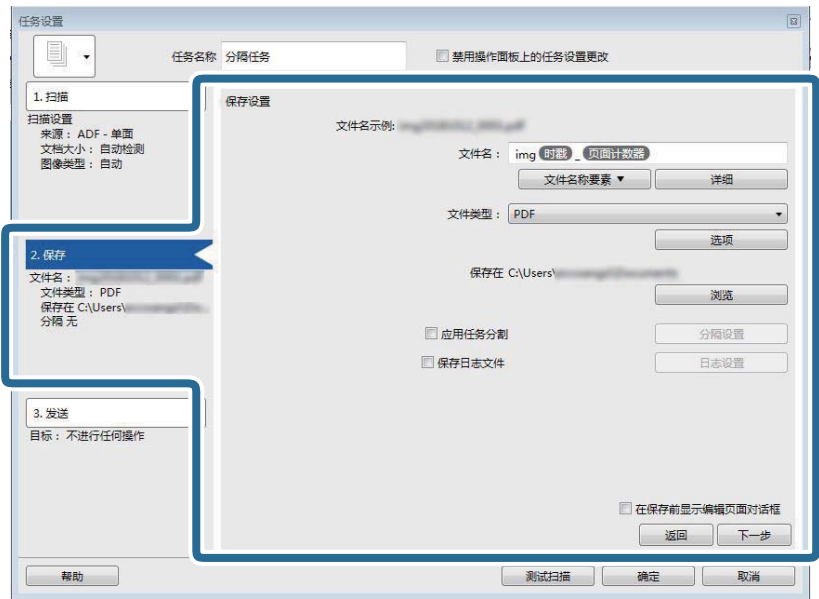 任务设置
任务名称 分隔任务
禁用操作面板上的任务设置更改
1. 扫描
扫描设置
来源： ADF - 单面
文档大小： 自动检测
图像类型： 自动
2. 保存
文件名：
文件类型： PDF
保存在 C:\Users\
分隔 无
3. 发送
目标： 不进行任何操作
保存设置
文件名示例:
文件名： img 时戳 _ 页面计数器
文件名称要素 ▼ 详细
文件类型： PDF
选项
保存在 C:\Users\
浏览
应用任务分割 分隔设置
保存日志文件 日志设置
在保存前显示编辑页面对话框
返回 下一步
帮助 测试扫描 确定 取消